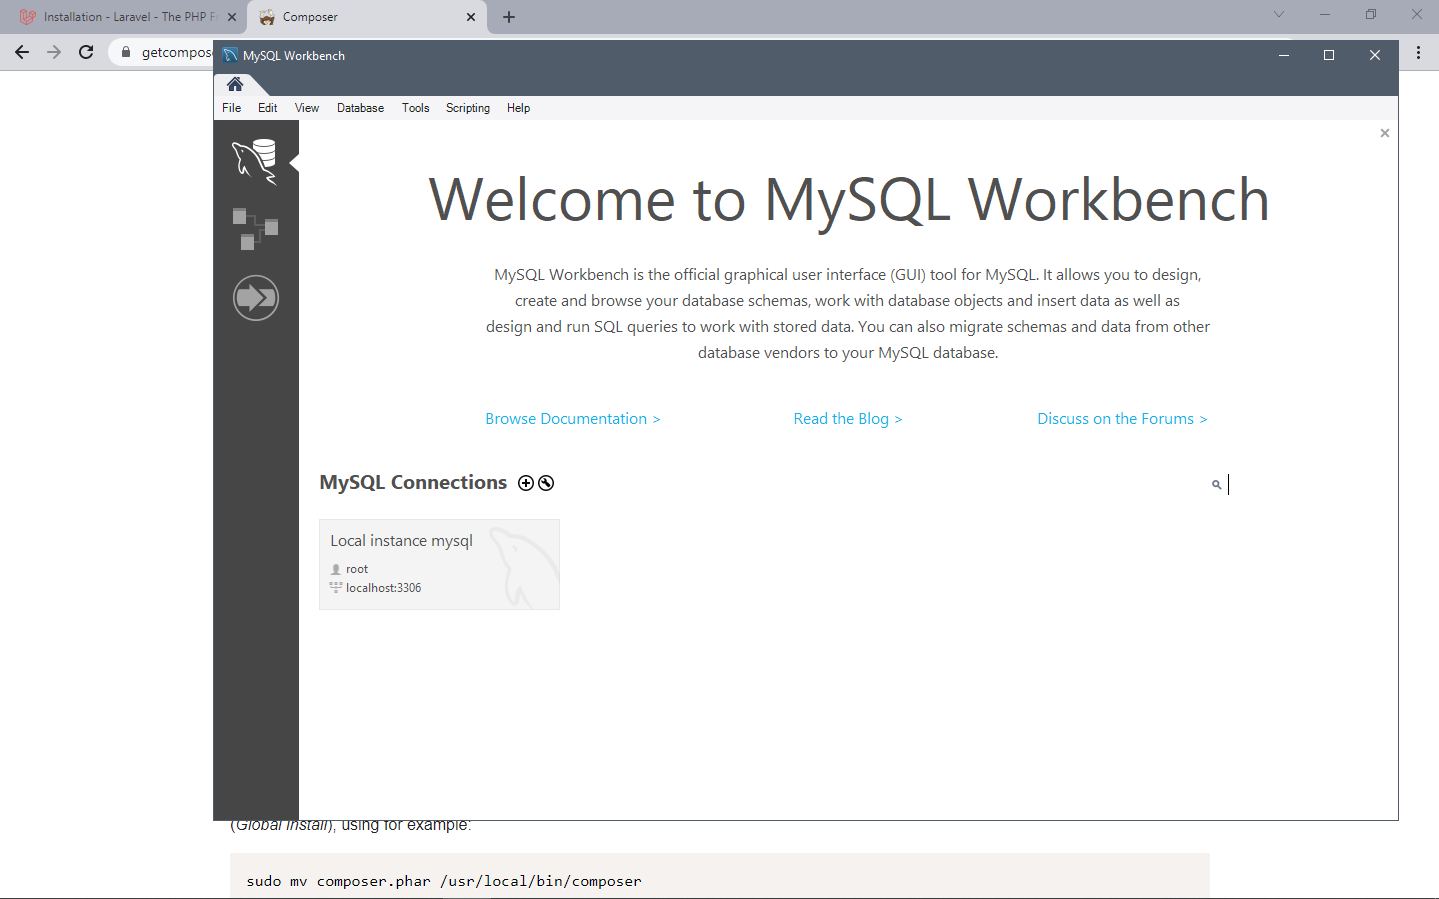 Installation - Laravel - The PHP F
Composer
getcompos
MySQL Workbench
File Edit View Database Tools Scripting Help
Welcome to MySQL Workbench
MySQL Workbench is the official graphical user interface (GUI) tool for MySQL. It allows you to design,
create and browse your database schemas, work with database objects and insert data as well as
design and run SQL queries to work with stored data. You can also migrate schemas and data from other
database vendors to your MySQL database.
Browse Documentation > Read the Blog > Discuss on the Forums >
MySQL Connections
Local instance mysql
root
localhost:3306
(Global Install), using for example:
sudo mv composer.phar /usr/local/bin/composer